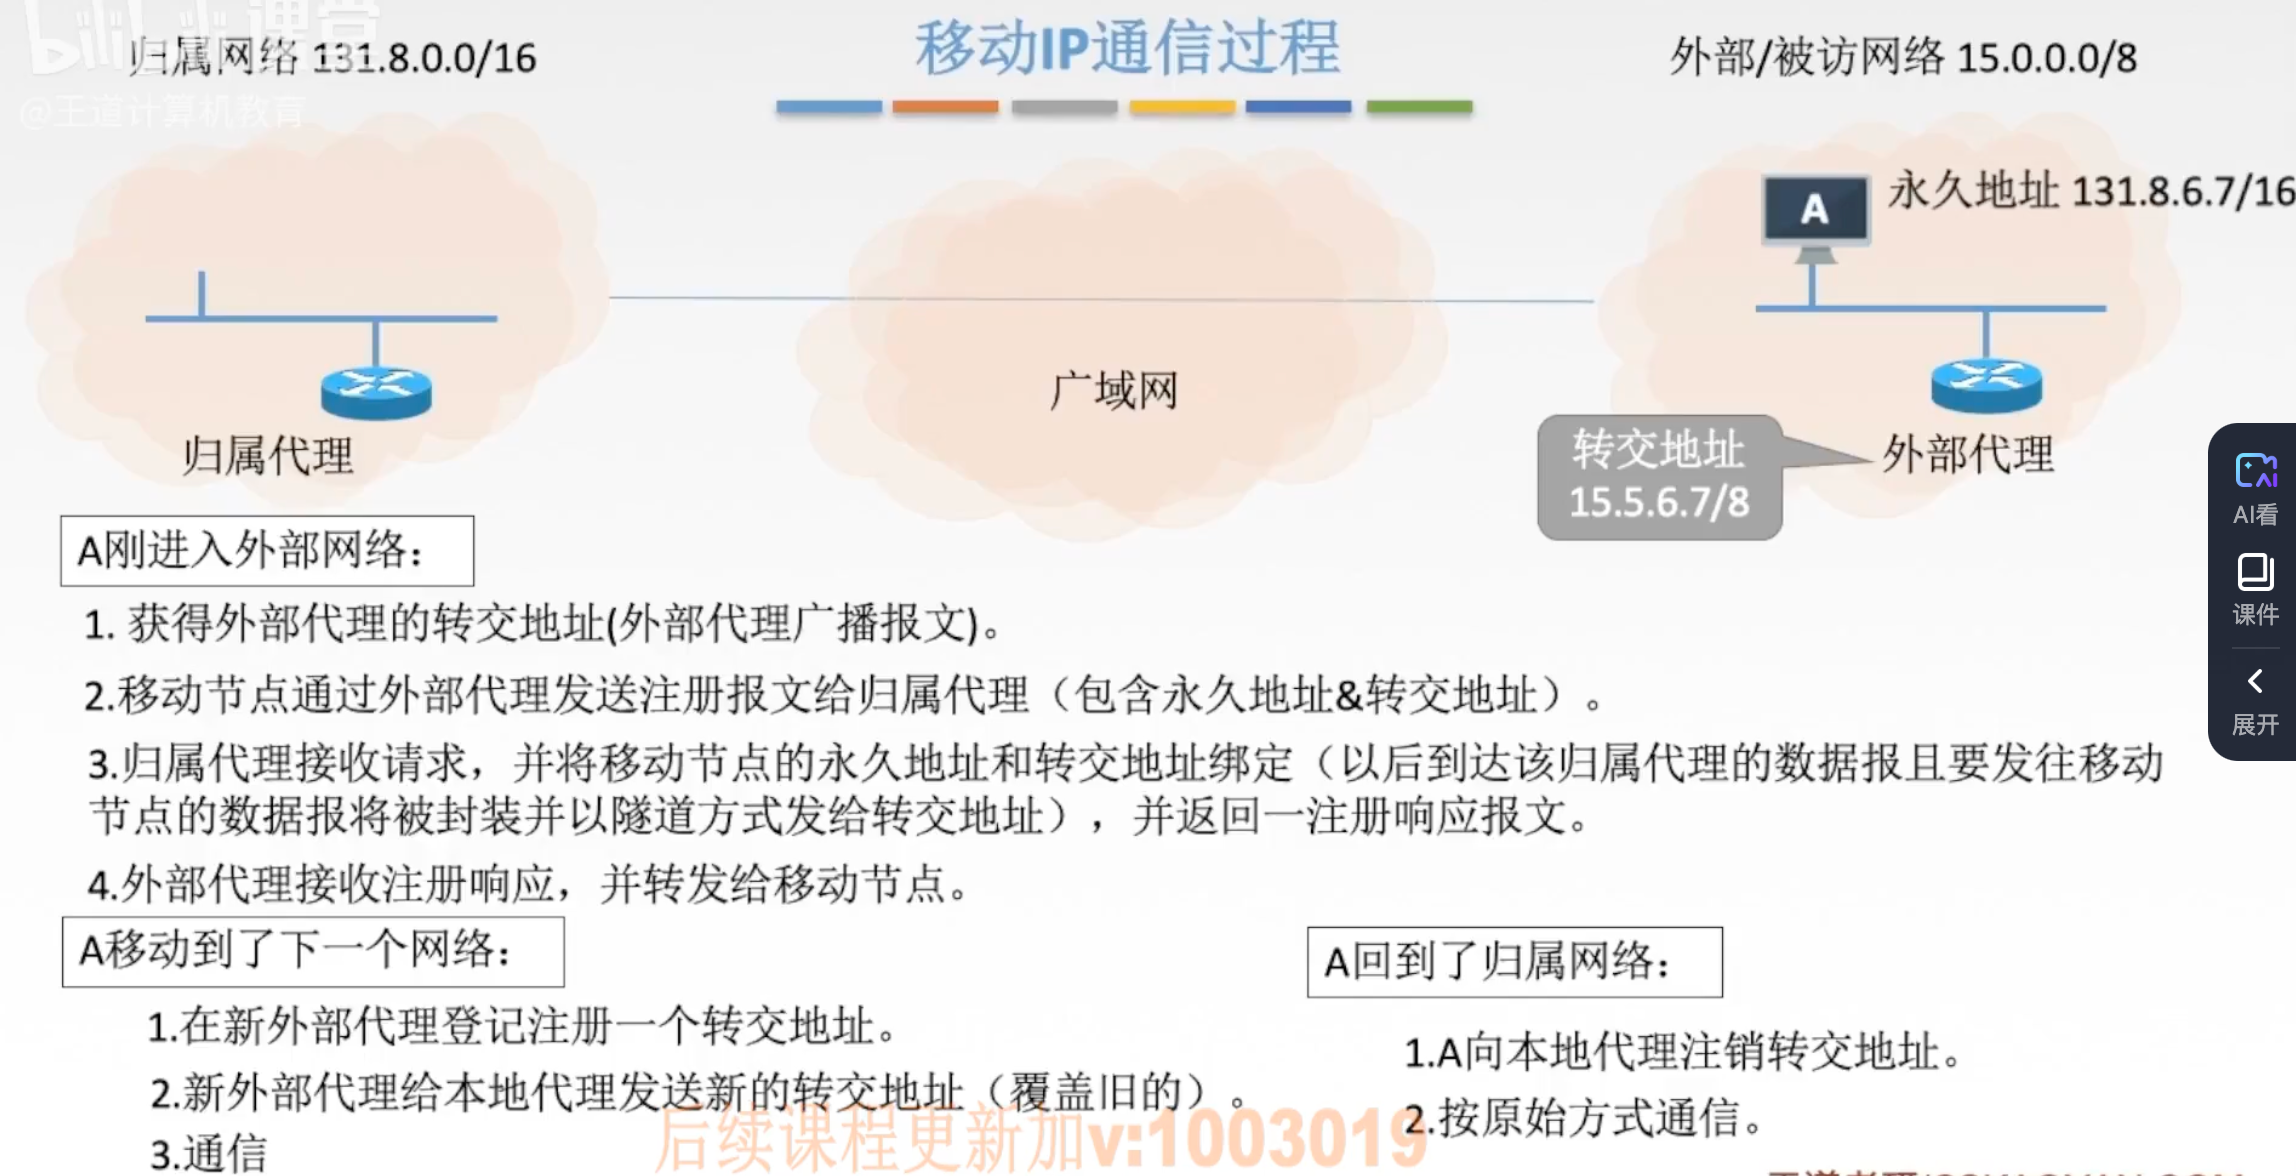 归属网络 131.8.0.0/16
@王道计算机教育
移动IP通信过程
外部/被访网络 15.0.0.0/8
A
永久地址 131.8.6.7/16
广域网
归属代理
转交地址
15.5.6.7/8
外部代理
AI看
课件
展开
A刚进入外部网络：
1. 获得外部代理的转交地址(外部代理广播报文)。
2.移动节点通过外部代理发送注册报文给归属代理（包含永久地址&转交地址）。
3.归属代理接收请求，并将移动节点的永久地址和转交地址绑定（以后到达该归属代理的数据报且要发往移动
节点的数据报将被封装并以隧道方式发给转交地址），并返回一注册响应报文。
4.外部代理接收注册响应，并转发给移动节点。
A移动到了下一个网络：
1.在新外部代理登记注册一个转交地址。
2.新外部代理给本地代理发送新的转交地址（覆盖旧的）。
3.通信
A回到了归属网络：
1.A向本地代理注销转交地址。
2.按原始方式通信。
后续课程更新加v:1003019